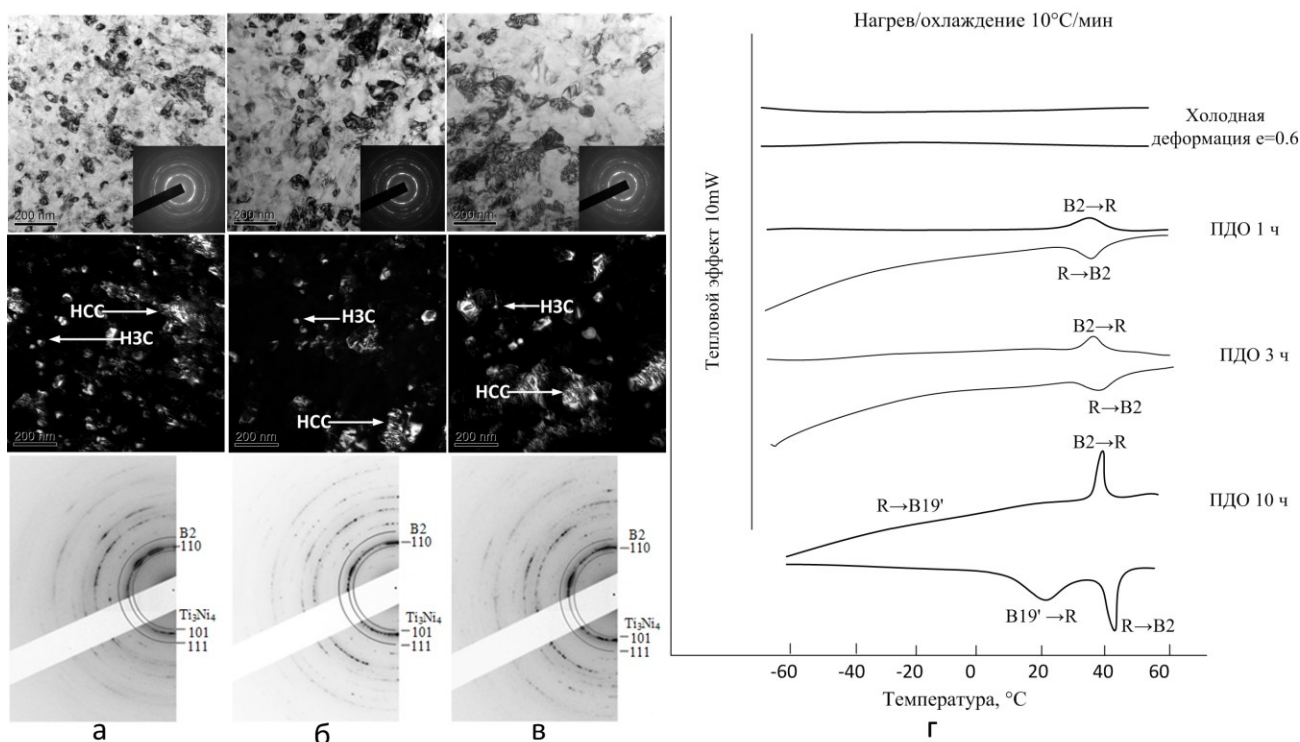 200 nm
200 nm
200 nm
НСС
НЗС
200 nm
НЗС
НСС
200 nm
НЗС
НСС
200 nm
B2
110
Ti₃Ni₄
101
111
а
B2
110
Ti₃Ni₄
101
111
б
B2
110
Ti₃Ni₄
101
111
в
Нагрев/охлаждение 10°С/мин
Тепловой эффект 10mW
Холодная
деформация e=0.6
B2→R
ПДО 1 ч
R→B2
B2→R
ПДО 3 ч
R→B2
B2→R
R→B19'
ПДО 10 ч
B19' →R
R→B2
-60
-40
-20
0
20
40
60
Температура, °С
г